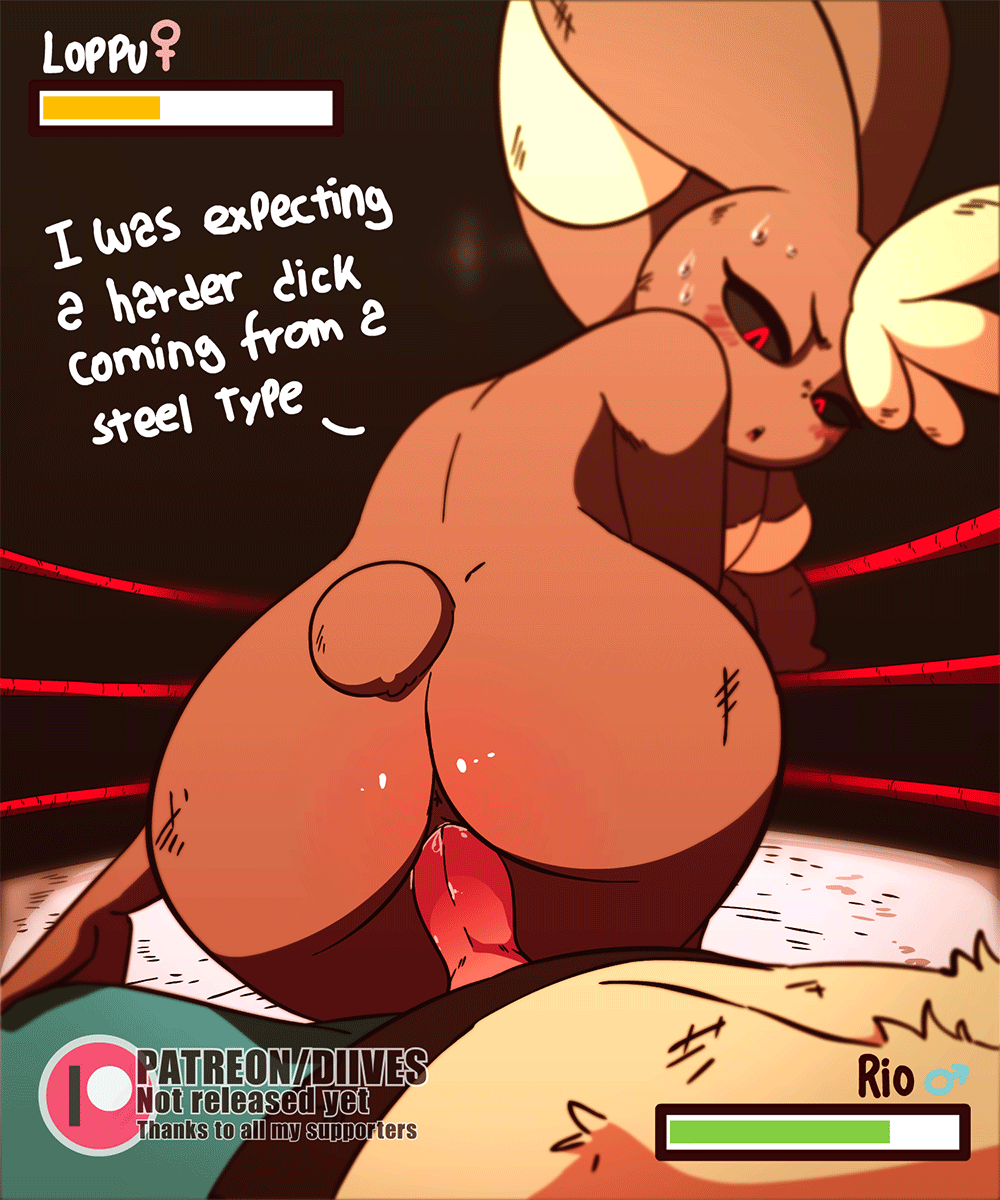 Loppu♀
I was expecting
a harder dick
coming from a
steel type
PATREON/DIIVES
Not released yet
Thanks to all my supporters
Rio ♂